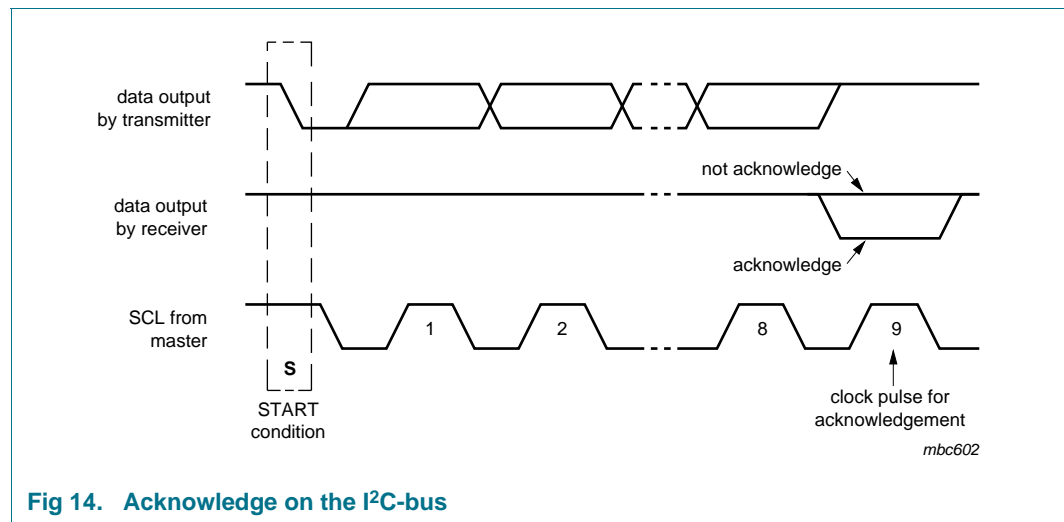 data output
by transmitter
not acknowledge
data output
by receiver
acknowledge
SCL from
master
1
2
8
9
S
START
condition
clock pulse for
acknowledgement
mbc602
Fig 14. Acknowledge on the I²C-bus